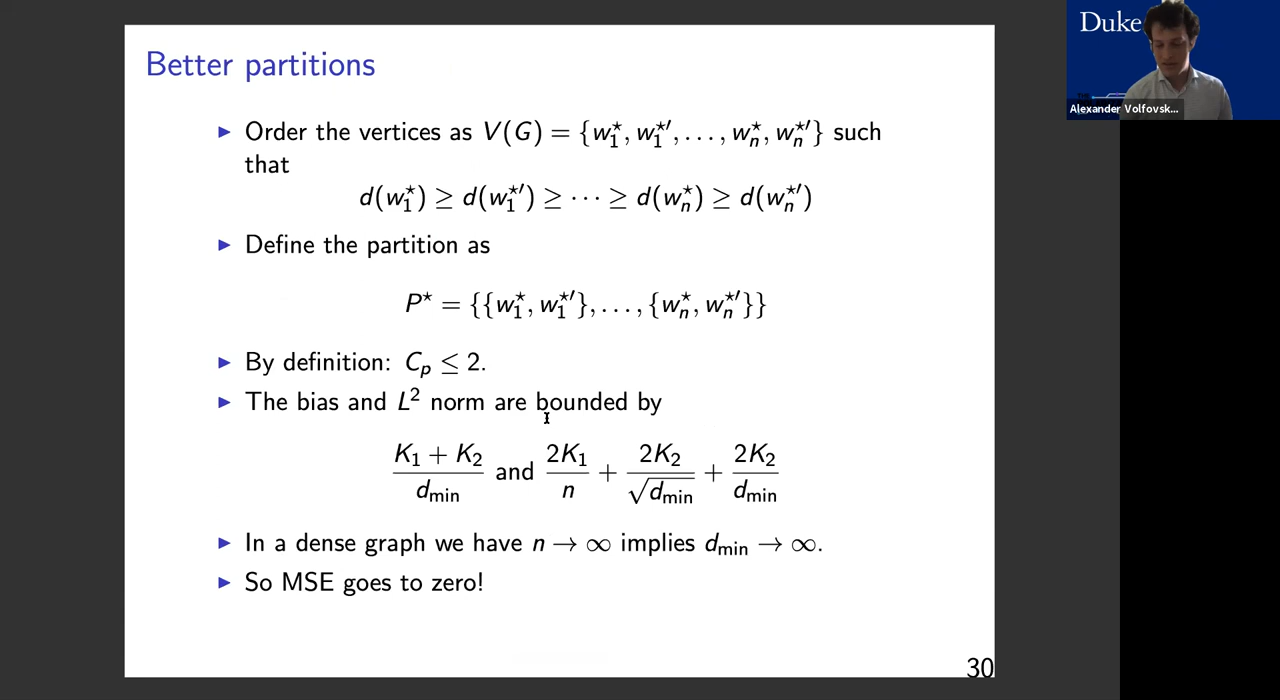 Better partitions
▶ Order the vertices as V(G) = {w₁⋆, w₁⋆′, . . . , wₙ⋆, wₙ⋆′} such
that
d(w₁⋆) ≥ d(w₁⋆′) ≥ · · · ≥ d(wₙ⋆) ≥ d(wₙ⋆′)
▶ Define the partition as
P⋆ = {{w₁⋆, w₁⋆′}, . . . , {wₙ⋆, wₙ⋆′}}
▶ By definition: Cₚ ≤ 2.
▶ The bias and L² norm are bounded by
(K₁ + K₂)/d_min and 2K₁/n + 2K₂/√d_min + 2K₂/d_min
▶ In a dense graph we have n → ∞ implies d_min → ∞.
▶ So MSE goes to zero!
30
Duke
Alexander Volfovsk...